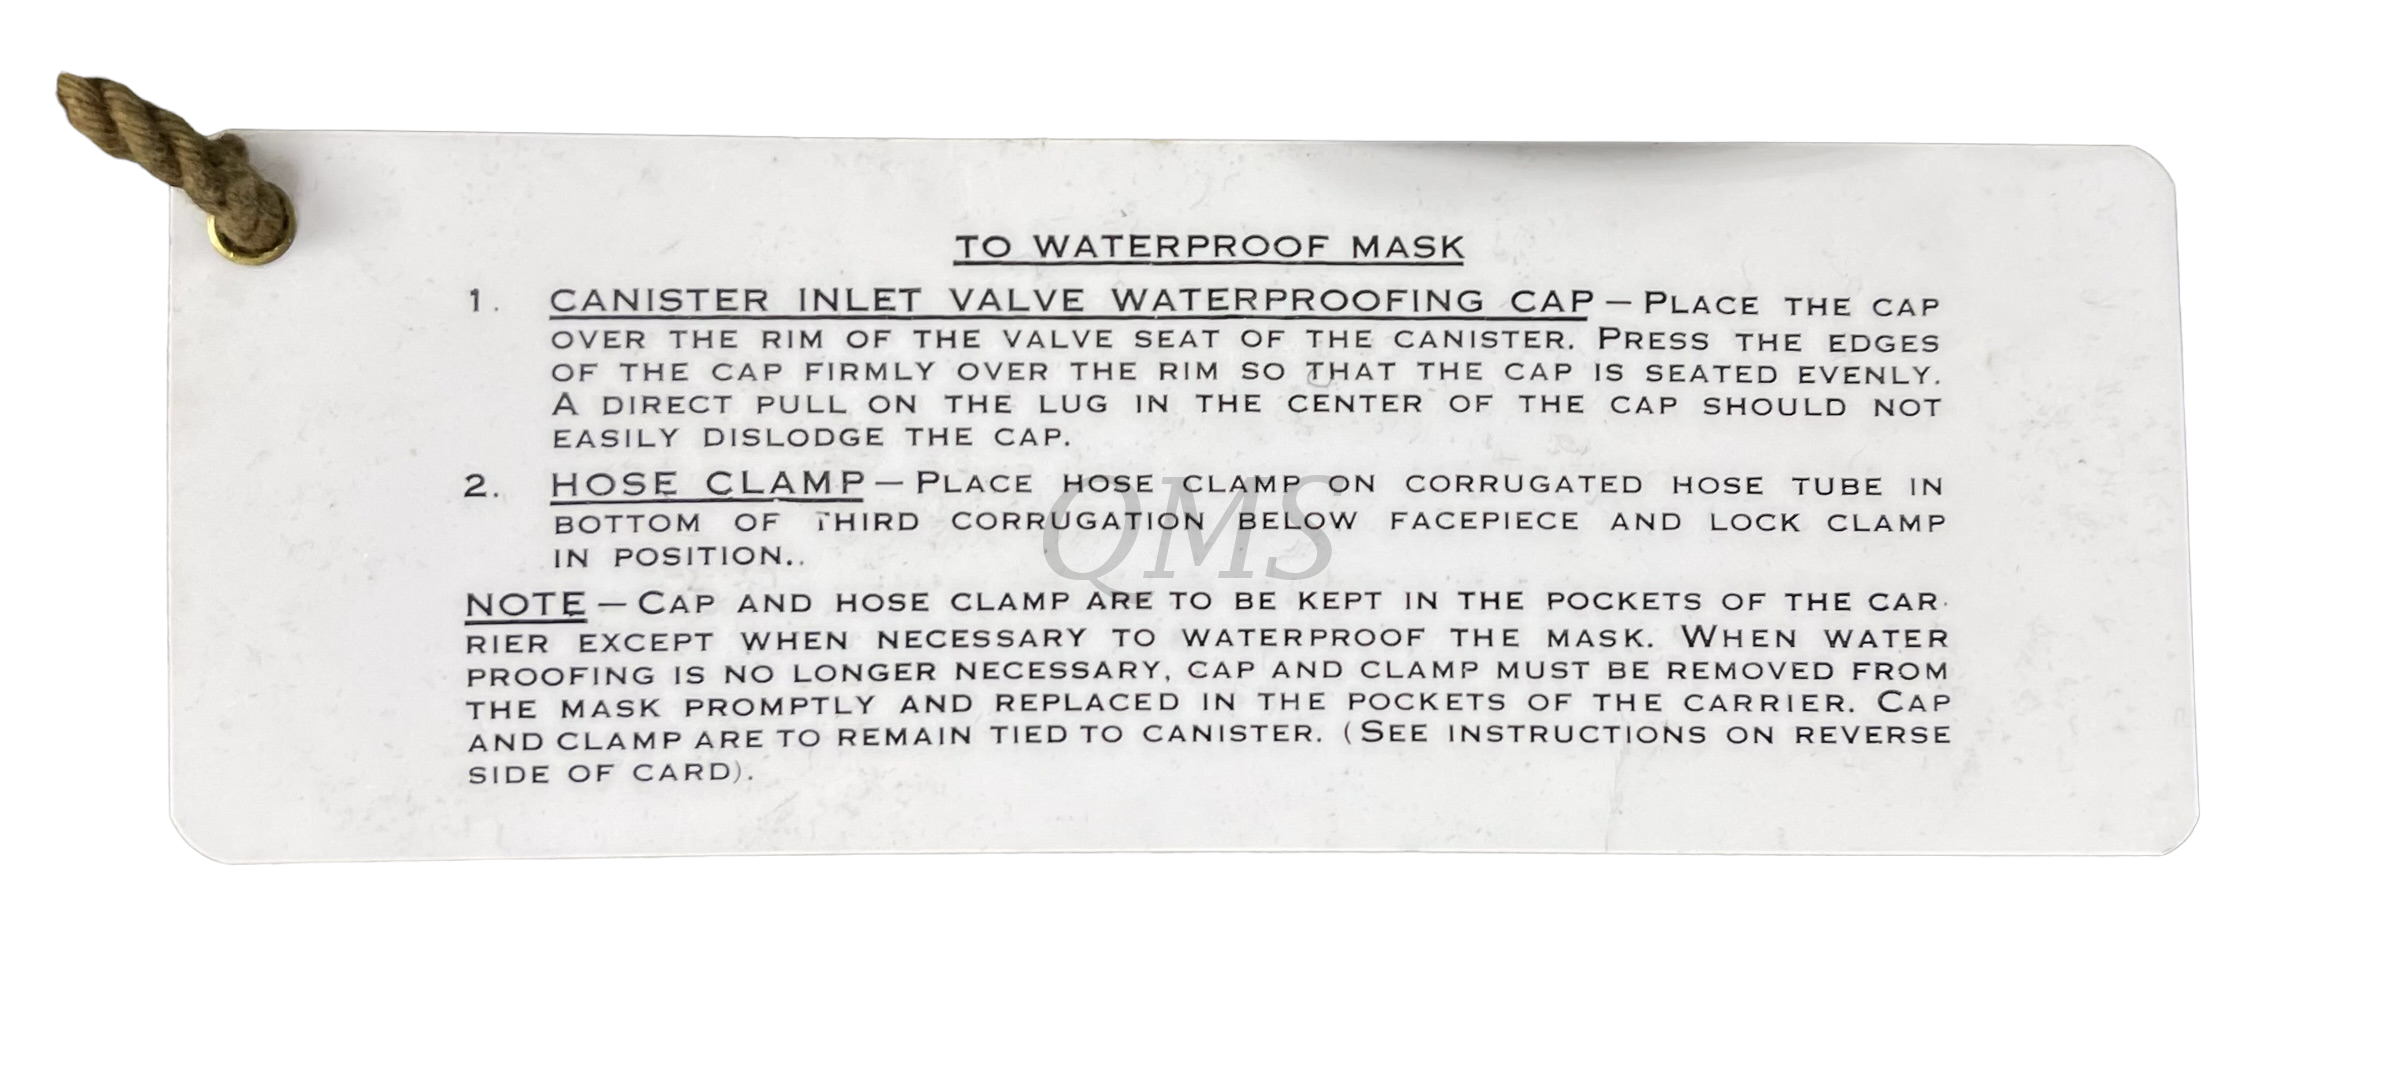 TO WATERPROOF MASK
1. CANISTER INLET VALVE WATERPROOFING CAP — PLACE THE CAP
OVER THE RIM OF THE VALVE SEAT OF THE CANISTER. PRESS THE EDGES
OF THE CAP FIRMLY OVER THE RIM SO THAT THE CAP IS SEATED EVENLY.
A DIRECT PULL ON THE LUG IN THE CENTER OF THE CAP SHOULD NOT
EASILY DISLODGE THE CAP.
2. HOSE CLAMP — PLACE HOSE CLAMP ON CORRUGATED HOSE TUBE IN
BOTTOM OF THIRD CORRUGATION BELOW FACEPIECE AND LOCK CLAMP
IN POSITION..
QMS
NOTE — CAP AND HOSE CLAMP ARE TO BE KEPT IN THE POCKETS OF THE CAR-
RIER EXCEPT WHEN NECESSARY TO WATERPROOF THE MASK. WHEN WATER
PROOFING IS NO LONGER NECESSARY, CAP AND CLAMP MUST BE REMOVED FROM
THE MASK PROMPTLY AND REPLACED IN THE POCKETS OF THE CARRIER. CAP
AND CLAMP ARE TO REMAIN TIED TO CANISTER. (SEE INSTRUCTIONS ON REVERSE
SIDE OF CARD).